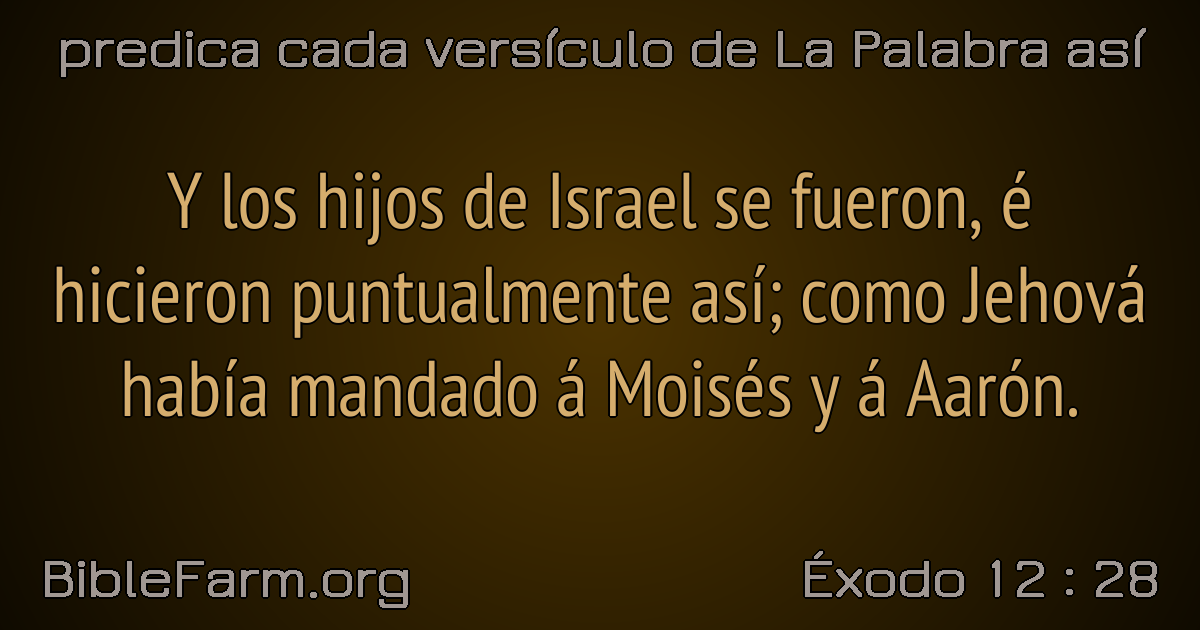 predica cada versículo de La Palabra así
Y los hijos de Israel se fueron, é
hicieron puntualmente así; como Jehová
había mandado á Moisés y á Aarón.
BibleFarm.org
Éxodo 12 : 28